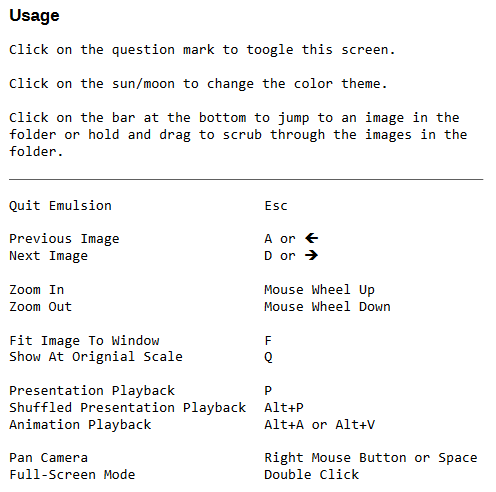 Usage
Click on the question mark to toogle this screen.
Click on the sun/moon to change the color theme.
Click on the bar at the bottom to jump to an image in the
folder or hold and drag to scrub through the images in the
folder.
Quit Emulsion Esc
Previous Image A or 🡨
Next Image D or 🡪
Zoom In Mouse Wheel Up
Zoom Out Mouse Wheel Down
Fit Image To Window F
Show At Orignial Scale Q
Presentation Playback P
Shuffled Presentation Playback Alt+P
Animation Playback Alt+A or Alt+V
Pan Camera Right Mouse Button or Space
Full-Screen Mode Double Click